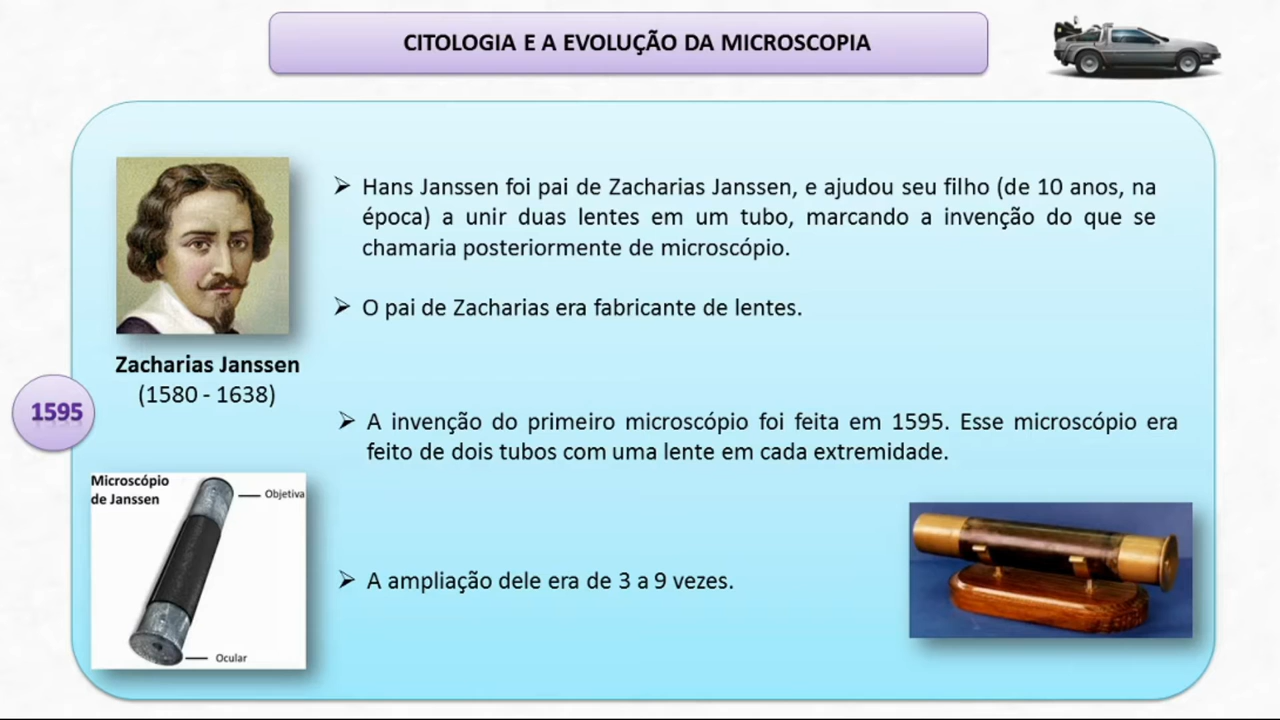 CITOLOGIA E A EVOLUÇÃO DA MICROSCOPIA
➢ Hans Janssen foi pai de Zacharias Janssen, e ajudou seu filho (de 10 anos, na
época) a unir duas lentes em um tubo, marcando a invenção do que se
chamaria posteriormente de microscópio.
➢ O pai de Zacharias era fabricante de lentes.
Zacharias Janssen
(1580 - 1638)
1595
➢ A invenção do primeiro microscópio foi feita em 1595. Esse microscópio era
feito de dois tubos com uma lente em cada extremidade.
Microscópio
de Janssen
Objetiva
➢ A ampliação dele era de 3 a 9 vezes.
Ocular